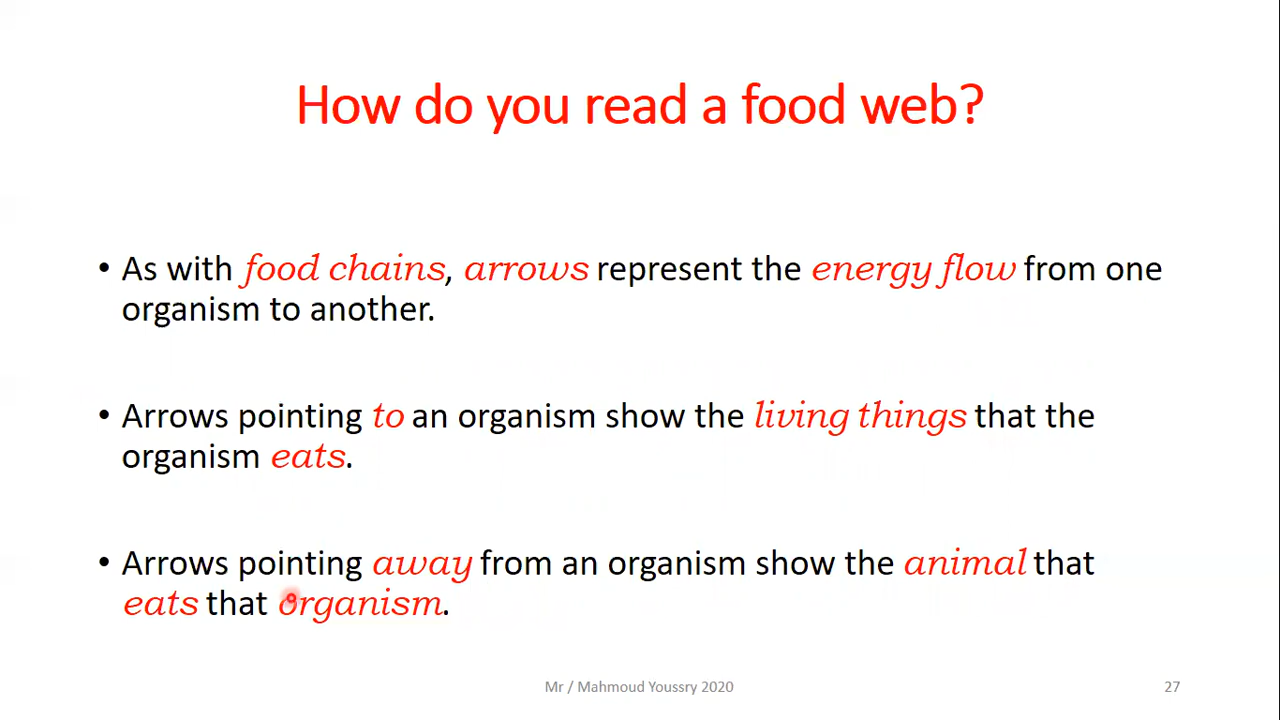 How do you read a food web?
• As with food chains, arrows represent the energy flow from one
organism to another.
• Arrows pointing to an organism show the living things that the
organism eats.
• Arrows pointing away from an organism show the animal that
eats that organism.
Mr / Mahmoud Youssry 2020
27